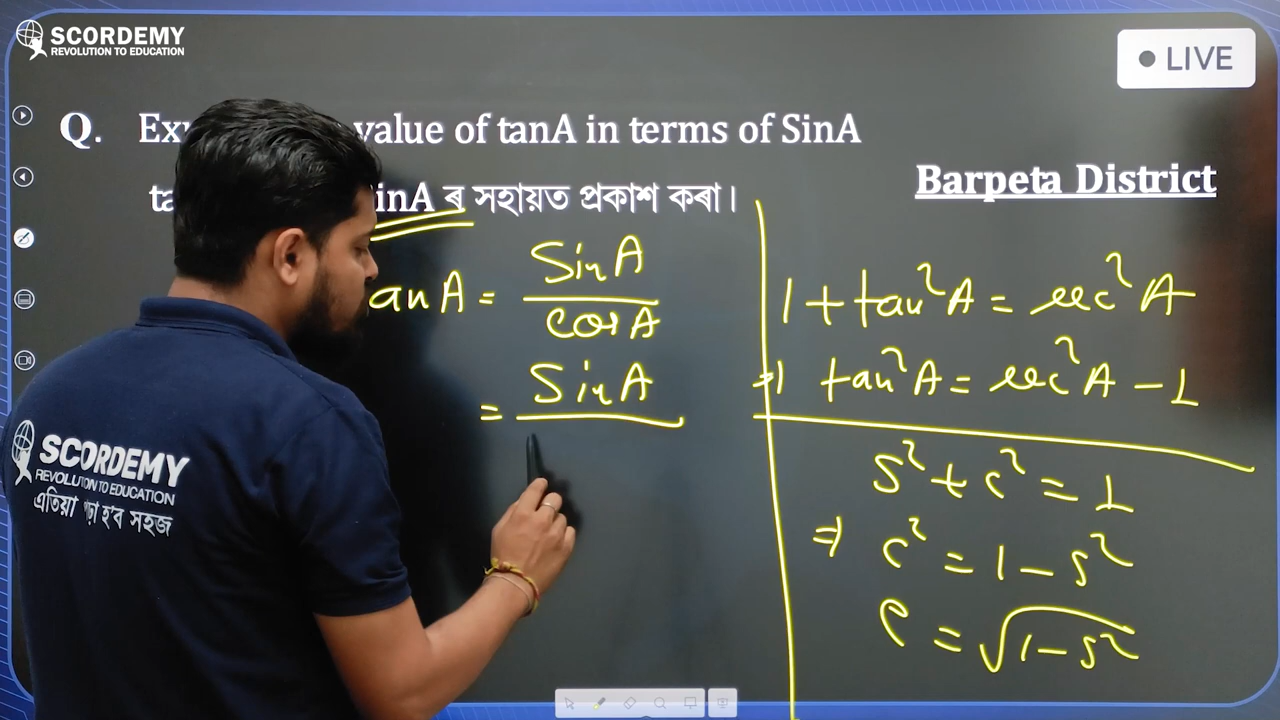 SCORDEMY
REVOLUTION TO EDUCATION
LIVE
Q. value of tanA in terms of SinA
inA ৰ সহায়ত প্ৰকাশ কৰা।
Barpeta District
anA = SinA / cosA
= SinA
1 + tan²A = sec²A
⇒ tan²A = sec²A - 1
s² + c² = 1
⇒ c² = 1 - s²
c = √1 - s²
SCORDEMY
REVOLUTION TO EDUCATION
এতিয়া হ'ব সহজ